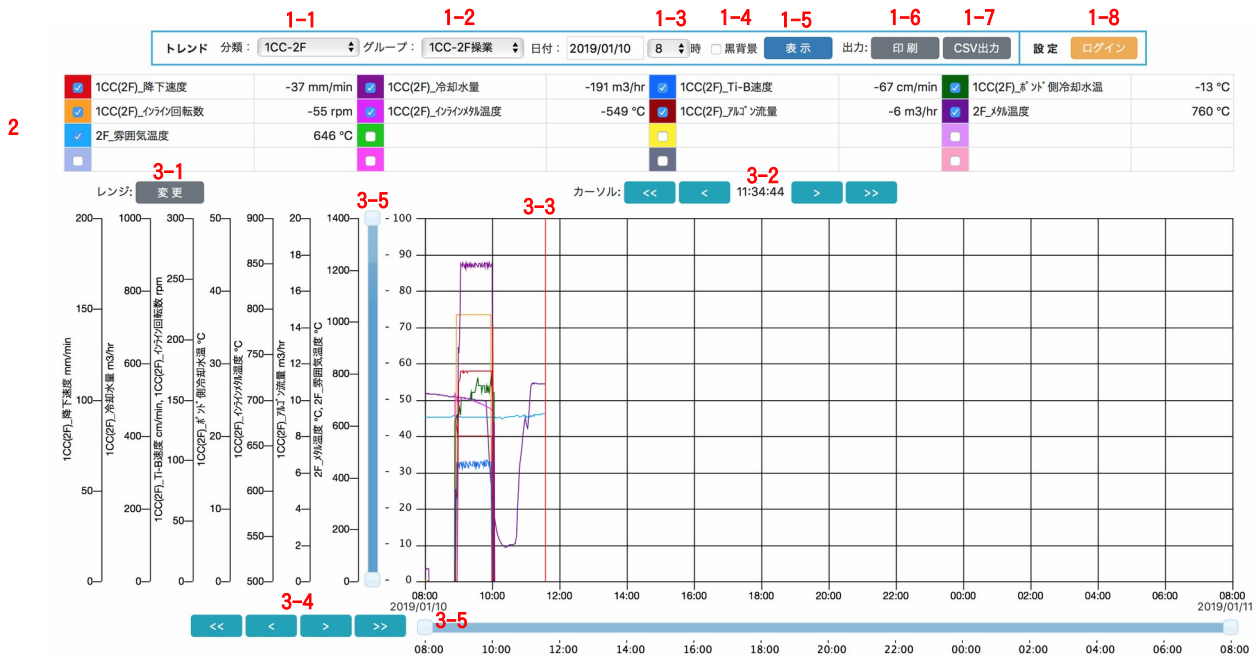 1-1 1-2 1-3 1-4 1-5 1-6 1-7 1-8
トレンド 分類： 1CC-2F グループ： 1CC-2F操業 日付： 2019/01/10 8 時 黒背景 表 示 出力: 印 刷 CSV出力 設 定 ログイン
2
1CC(2F)_降下速度 -37 mm/min 1CC(2F)_冷却水量 -191 m3/hr 1CC(2F)_Ti-B速度 -67 cm/min 1CC(2F)_ﾎﾞﾝﾄﾞ側冷却水温 -13 °C
1CC(2F)_ｲﾝﾗｲﾝ回転数 -55 rpm 1CC(2F)_ｲﾝﾗｲﾝﾒﾀﾙ温度 -549 °C 1CC(2F)_ｱﾙｺﾞﾝ流量 -6 m3/hr 2F_ﾒﾀﾙ温度 760 °C
2F_雰囲気温度 646 °C
3-1 3-2
レンジ: 変 更 カーソル: << < 11:34:44 > >>
3-5 3-3
1CC(2F)_降下速度 mm/min
200 150 100 50 0
1CC(2F)_冷却水量 m3/hr
1000 800 600 400 200 0
1CC(2F)_Ti-B速度 cm/min, 1CC(2F)_ｲﾝﾗｲﾝ回転数 rpm
300 250 200 150 100 50 0
1CC(2F)_ﾎﾞﾝﾄﾞ側冷却水温 °C
50 40 30 20 10 0
1CC(2F)_ｲﾝﾗｲﾝﾒﾀﾙ温度 °C
900 850 800 750 700 650 600 550 500
1CC(2F)_ｱﾙｺﾞﾝ流量 m3/hr
20 18 16 14 12 10 8 6 4 2 0
2F_ﾒﾀﾙ温度 °C, 2F_雰囲気温度 °C
1400 1200 1000 800 600 400 200 0
- 100
- 90
- 80
- 70
- 60
- 50
- 40
- 30
- 20
- 10
- 0
08:00 10:00 12:00 14:00 16:00 18:00 20:00 22:00 00:00 02:00 04:00 06:00 08:00
2019/01/10 2019/01/11
3-4 3-5
<< < > >>
08:00 10:00 12:00 14:00 16:00 18:00 20:00 22:00 00:00 02:00 04:00 06:00 08:00